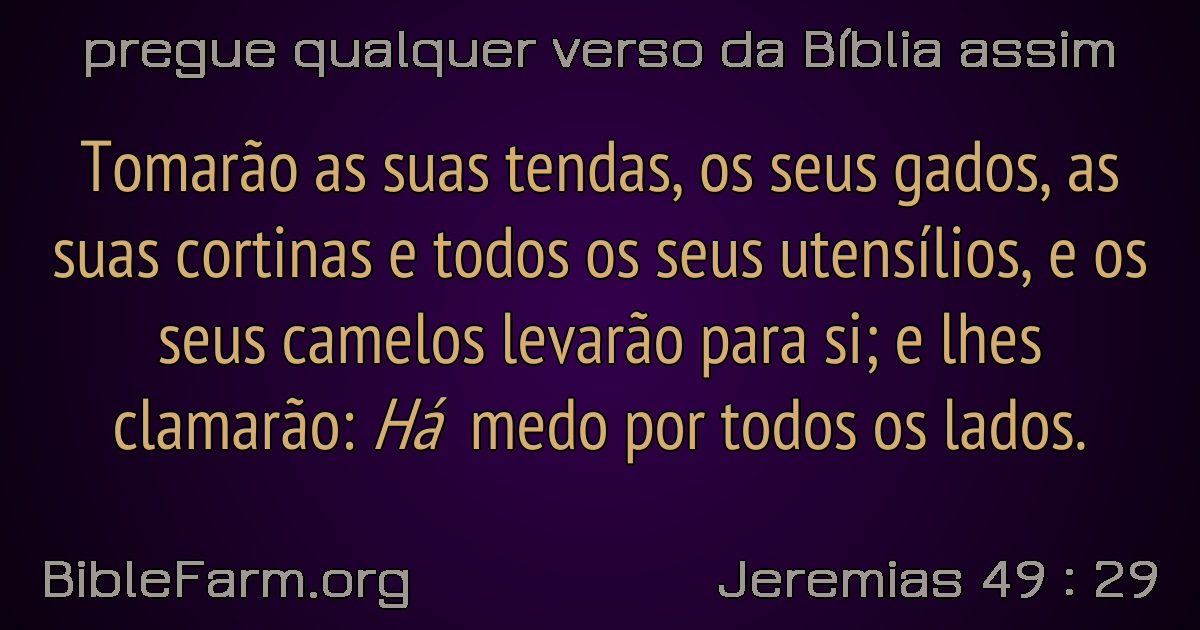 pregue qualquer verso da Bíblia assim
Tomarão as suas tendas, os seus gados, as
suas cortinas e todos os seus utensílios, e os
seus camelos levarão para si; e lhes
clamarão: Há medo por todos os lados.
BibleFarm.org
Jeremias 49 : 29